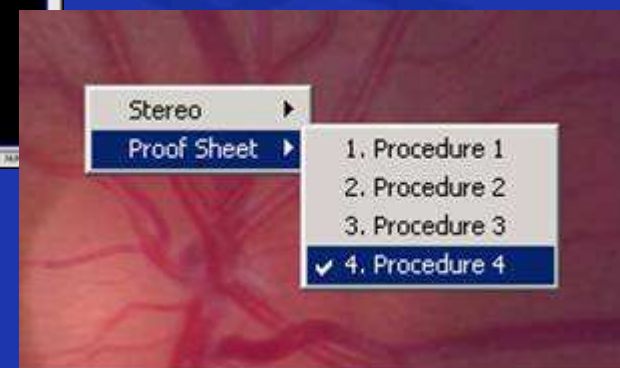 Stereo
Proof Sheet
1. Procedure 1
2. Procedure 2
3. Procedure 3
4. Procedure 4